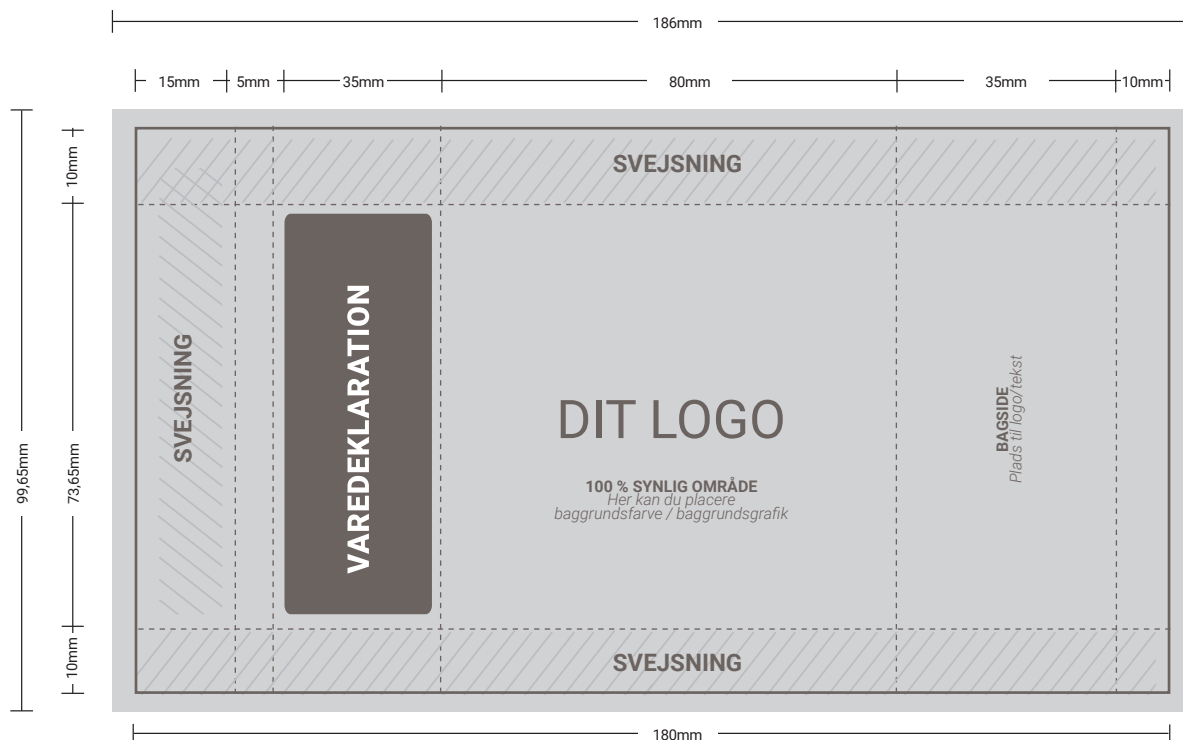 186mm
15mm
5mm
35mm
80mm
35mm
10mm
10mm
SVEJSNING
99,65mm
73,65mm
SVEJSNING
VAREDEKLARATION
DIT LOGO
100 % SYNLIG OMRÅDE
Her kan du placere
baggrundsfarve / baggrundsgrafik
BAGSIDE
Plads til logo/tekst
10mm
SVEJSNING
180mm